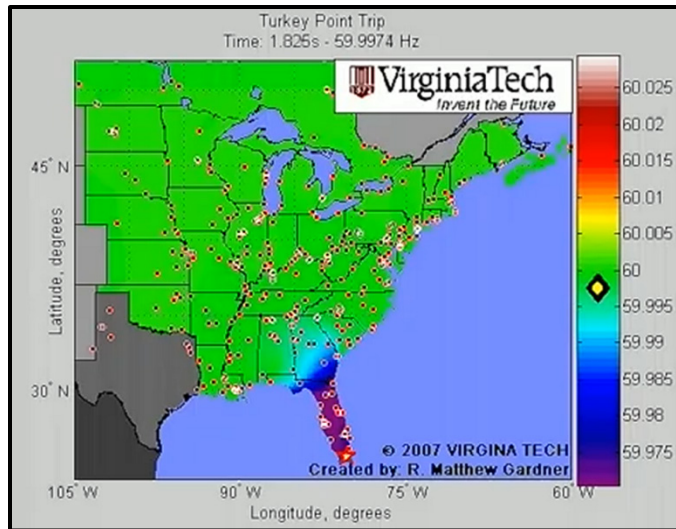 Turkey Point Trip
Time: 1.825s - 59.9974 Hz
VirginiaTech
Invent the Future
60.025
60.02
60.015
60.01
60.005
60
59.995
59.99
59.985
59.98
59.975
45° N
30° N
Latitude, degrees
© 2007 VIRGINA TECH
Created by: R. Matthew Gardner
105° W
90° W
75° W
60° W
Longitude, degrees